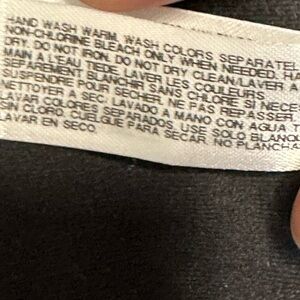 HAND WASH WARM, WASH COLORS SEPARATEL
NON-CHLORINE BLEACH ONLY WHEN NEEDED. HA
DRY. DO NOT IRON, DO NOT DRY CLEAN/LAVER A
MAIN A L'EAU TIEDE, LAVER LES COULEURS
SEPAREMENT BLANCHIR SANS CHLORE SI NECE
SUSPENDRE POUR SECHER, NE PAS REPASSER,
NETTOYER A SEC/ LAVADO A MANO CON AGUA T
LAVAR COLORES SEPARADOS, USE SOLO BLANQ
SIN CLORO. CUELGUE PARA SECAR NO PLANCHA
LAVAR EN SECO.